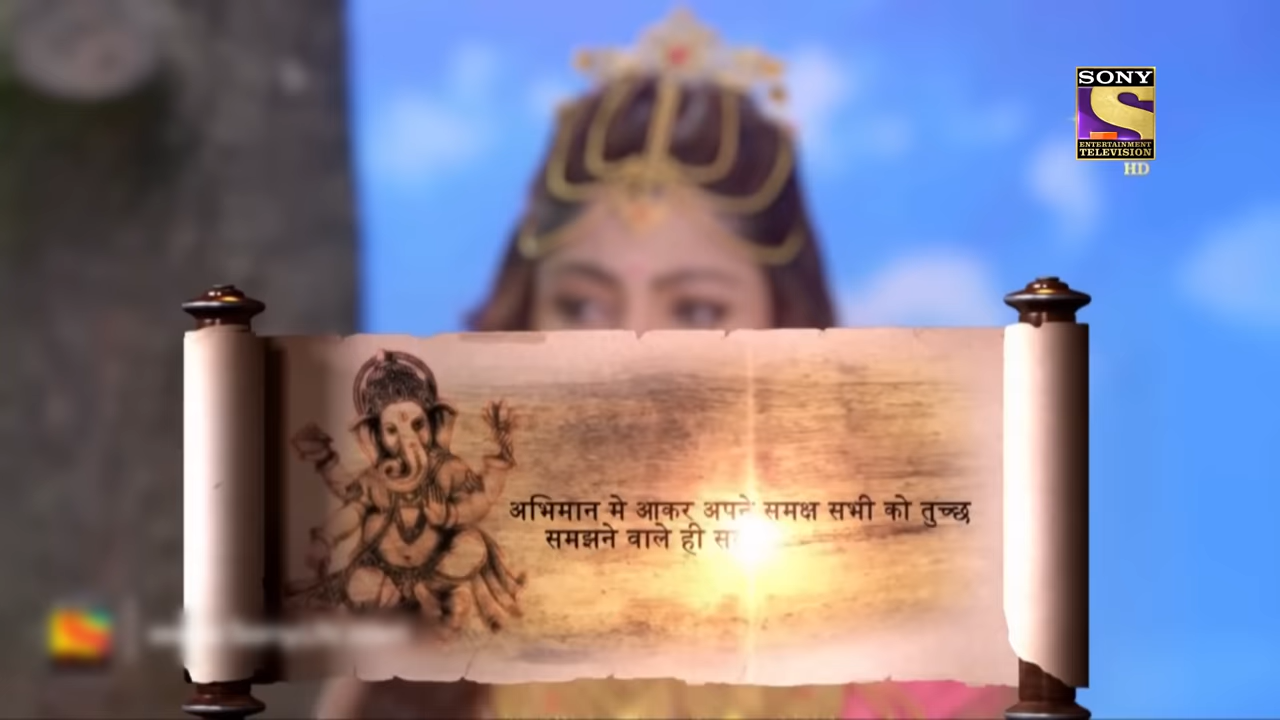 SONY
ENTERTAINMENT
TELEVISION
HD
अभिमान मे आकर अपने समक्ष सभी को तुच्छ
समझने वाले ही